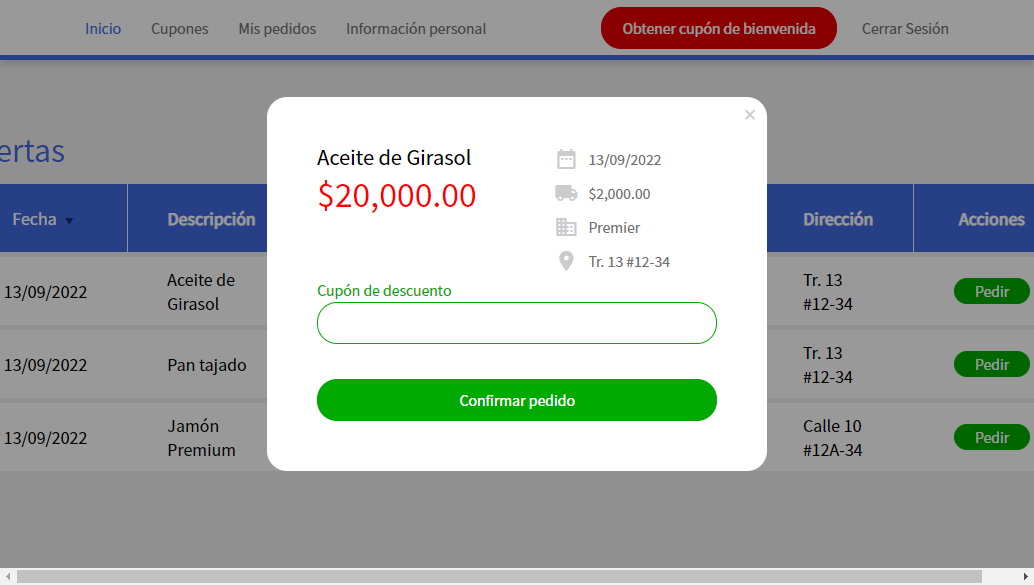 Inicio
Cupones
Mis pedidos
Información personal
Obtener cupón de bienvenida
Cerrar Sesión
ertas
Fecha
Descripción
Dirección
Acciones
13/09/2022
Aceite de
Girasol
Tr. 13
#12-34
Pedir
13/09/2022
Pan tajado
Tr. 13
#12-34
Pedir
13/09/2022
Jamón
Premium
Calle 10
#12A-34
Pedir
×
Aceite de Girasol
$20,000.00
13/09/2022
$2,000.00
Premier
Tr. 13 #12-34
Cupón de descuento
Confirmar pedido